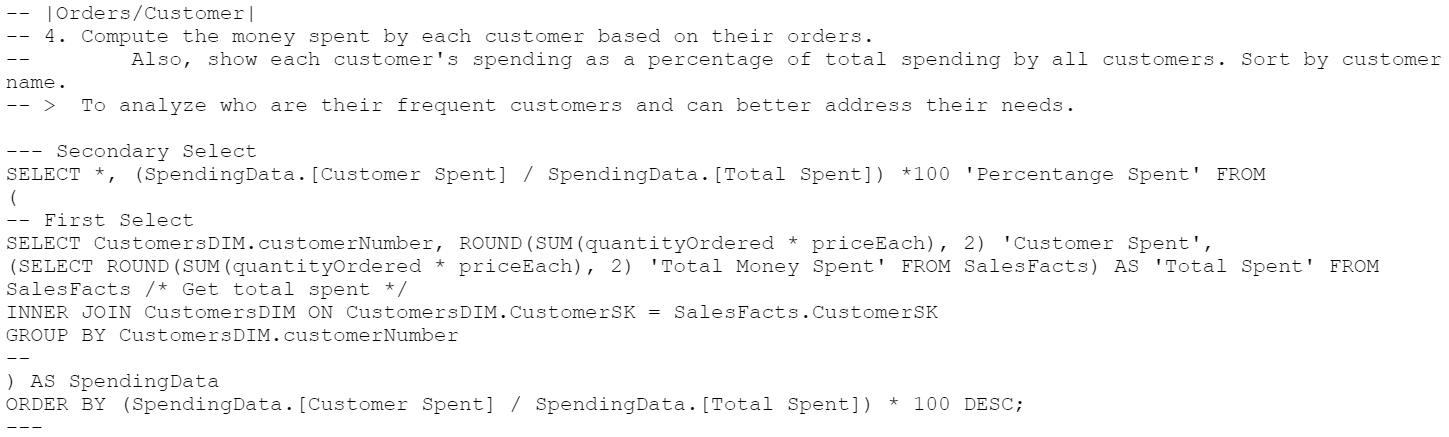 -- |Orders/Customer|
-- 4. Compute the money spent by each customer based on their orders.
--        Also, show each customer's spending as a percentage of total spending by all customers. Sort by customer
name.
-- >  To analyze who are their frequent customers and can better address their needs.

--- Secondary Select
SELECT *, (SpendingData.[Customer Spent] / SpendingData.[Total Spent]) *100 'Percentange Spent' FROM
(
-- First Select
SELECT CustomersDIM.customerNumber, ROUND(SUM(quantityOrdered * priceEach), 2) 'Customer Spent',
(SELECT ROUND(SUM(quantityOrdered * priceEach), 2) 'Total Money Spent' FROM SalesFacts) AS 'Total Spent' FROM
SalesFacts /* Get total spent */
INNER JOIN CustomersDIM ON CustomersDIM.CustomerSK = SalesFacts.CustomerSK
GROUP BY CustomersDIM.customerNumber
--
) AS SpendingData
ORDER BY (SpendingData.[Customer Spent] / SpendingData.[Total Spent]) * 100 DESC;
---